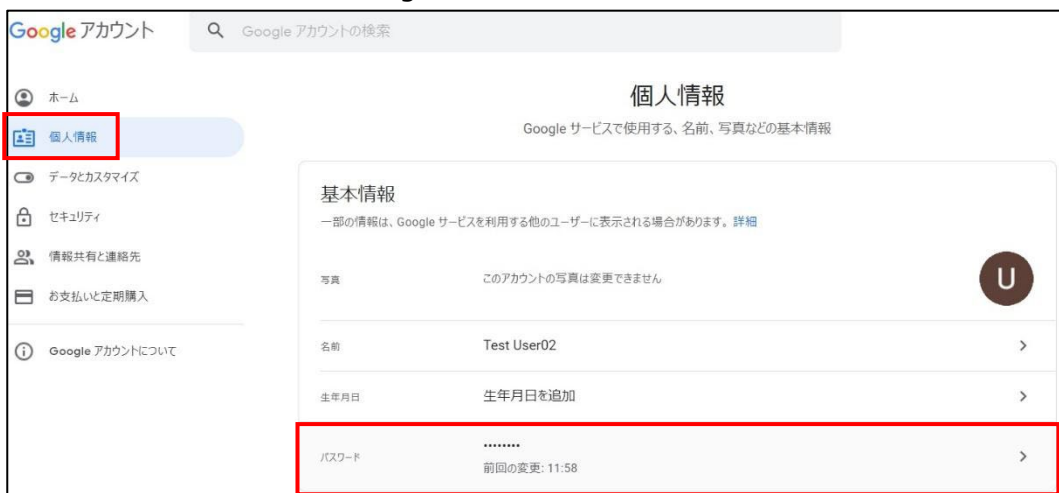 Google アカウント
Google アカウントの検索
ホーム
個人情報
データとカスタマイズ
セキュリティ
情報共有と連絡先
お支払いと定期購入
Google アカウントについて
個人情報
Google サービスで使用する、名前、写真などの基本情報
基本情報
一部の情報は、Google サービスを利用する他のユーザーに表示される場合があります。詳細
写真 このアカウントの写真は変更できません U
名前 Test User02
生年月日 生年月日を追加
パスワード ••••••••
前回の変更: 11:58